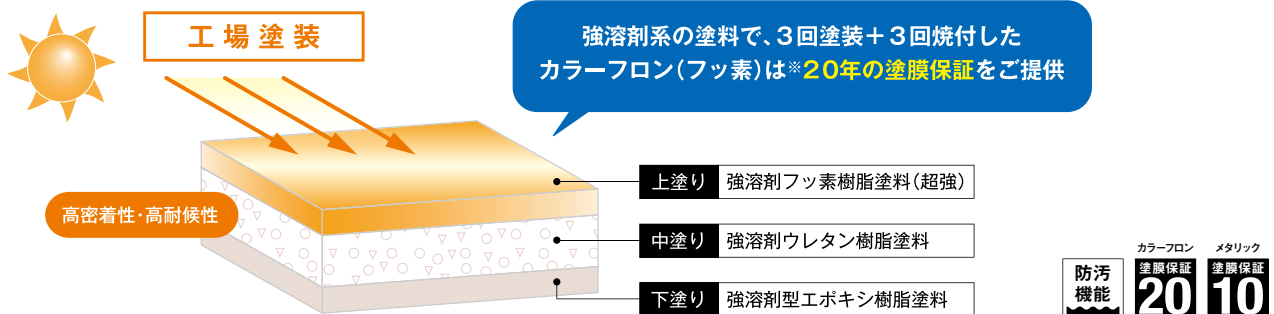 工場塗装
強溶剤系の塗料で、3回塗装＋3回焼付した
カラーフロン（フッ素）は※20年の塗膜保証をご提供
上塗り 強溶剤フッ素樹脂塗料（超強）
高密着性・高耐候性
中塗り 強溶剤ウレタン樹脂塗料
下塗り 強溶剤型エポキシ樹脂塗料
防汚
機能
カラーフロン
塗膜保証
20
メタリック
塗膜保証
10